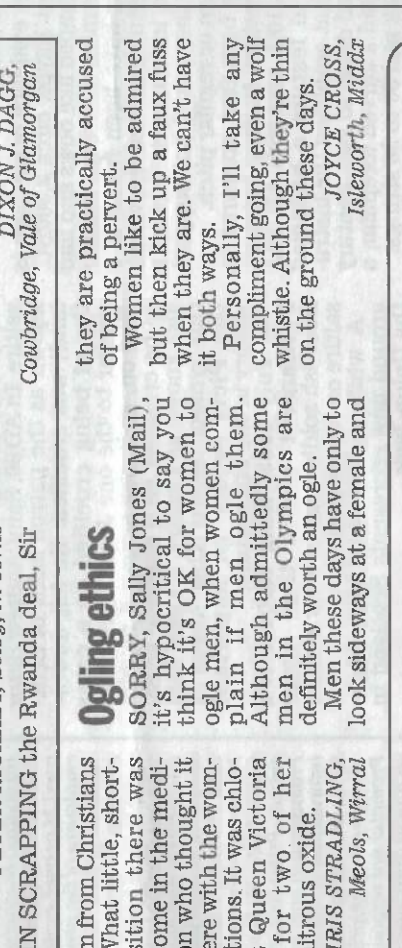 IN SCRAPPING the Rwanda deal, Sir
DIXON J. DAGG,
Cowbridge, Vale of Glamorgan
from Christians
What little, short-
sition there was
ome in the medi-
on who thought it
ere with the wom-
tions. It was chlo-
Queen Victoria
for two of her
itrous oxide.
RIS STRADLING,
Meols, Wirral
Ogling ethics
SORRY, Sally Jones (Mail),
it's hypocritical to say you
think it's OK for women to
ogle men, when women com-
plain if men ogle them.
Although admittedly some
men in the Olympics are
definitely worth an ogle.
Men these days have only to
look sideways at a female and
they are practically accused
of being a pervert.
Women like to be admired
but then kick up a faux fuss
when they are. We can't have
it both ways.
Personally, I'll take any
compliment going, even a wolf
whistle. Although they're thin
on the ground these days.
JOYCE CROSS,
Isleworth, Middx